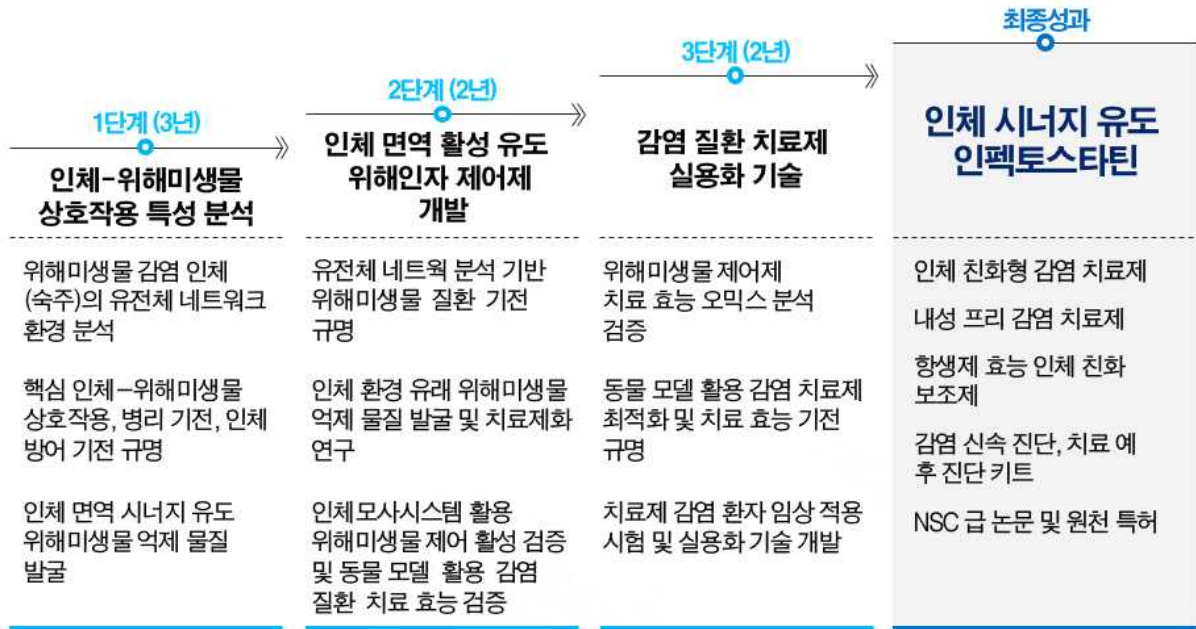 1단계 (3년)
인체-위해미생물
상호작용 특성 분석
위해미생물 감염 인체
(숙주)의 유전체 네트워크
환경 분석
핵심 인체-위해미생물
상호작용, 병리 기전, 인체
방어 기전 규명
인체 면역 시너지 유도
위해미생물 억제 물질
발굴
2단계 (2년)
인체 면역 활성 유도
위해인자 제어제
개발
유전체 네트웍 분석 기반
위해미생물 질환 기전
규명
인체 환경 유래 위해미생물
억제 물질 발굴 및 치료제화
연구
인체모사시스템 활용
위해미생물 제어 활성 검증
및 동물 모델 활용 감염
질환 치료 효능 검증
3단계 (2년)
감염 질환 치료제
실용화 기술
위해미생물 제어제
치료 효능 오믹스 분석
검증
동물 모델 활용 감염 치료제
최적화 및 치료 효능 기전
규명
치료제 감염 환자 임상 적용
시험 및 실용화 기술 개발
최종성과
인체 시너지 유도
인펙토스타틴
인체 친화형 감염 치료제
내성 프리 감염 치료제
항생제 효능 인체 친화
보조제
감염 신속 진단, 치료 예
후 진단 키트
NSC 급 논문 및 원천 특허